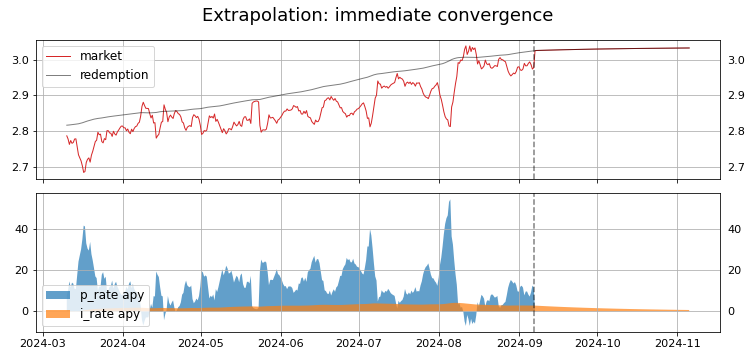 Extrapolation: immediate convergence
market
redemption
3.0 3.0
2.9 2.9
2.8 2.8
2.7 2.7
40 40
20 20
p_rate apy
0 0
i_rate apy
2024-03 2024-04 2024-05 2024-06 2024-07 2024-08 2024-09 2024-10 2024-11